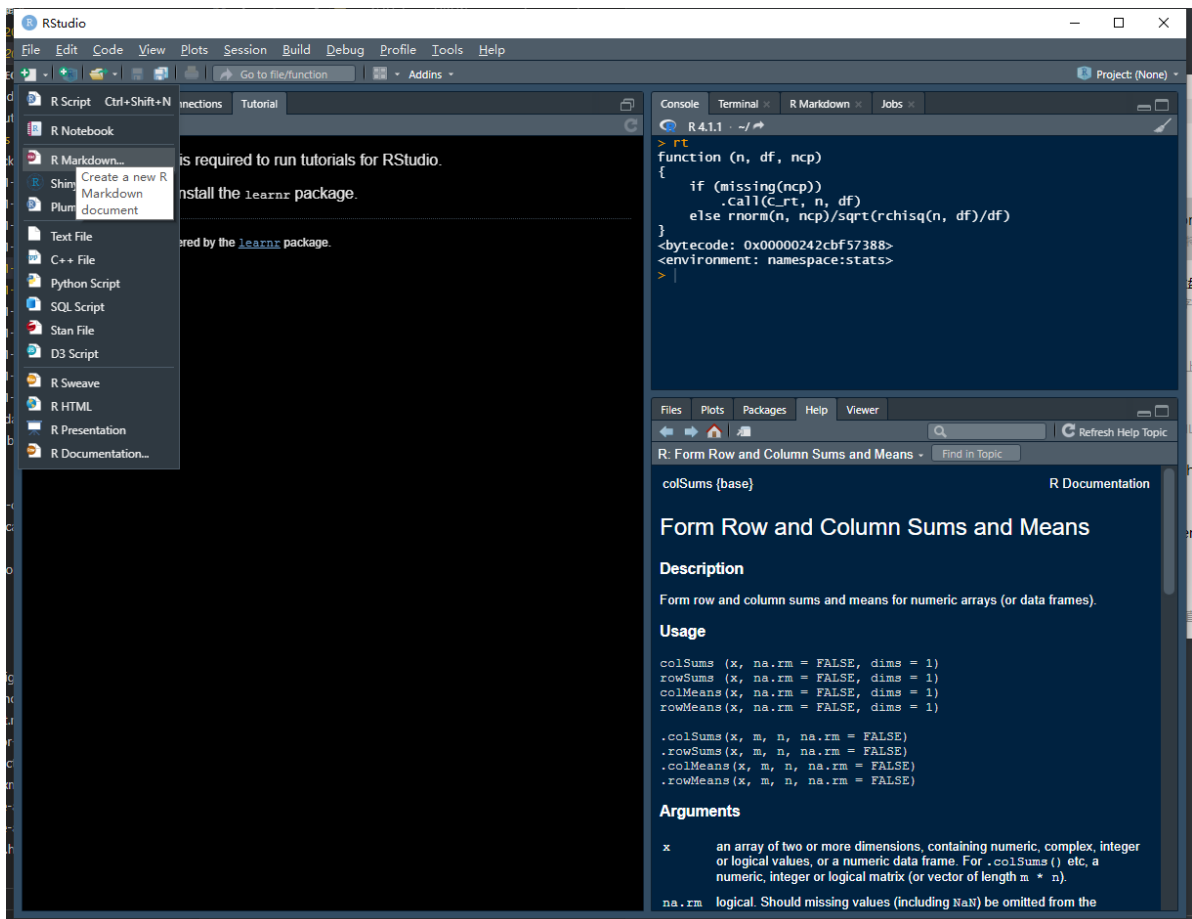 RStudio
File Edit Code View Plots Session Build Debug Profile Tools Help
Go to file/function Addins Project: (None)
R Script Ctrl+Shift+N
R Notebook
R Markdown...
Create a new R
Markdown
document
Shiny
Plum
Text File
C++ File
Python Script
SQL Script
Stan File
D3 Script
R Sweave
R HTML
R Presentation
R Documentation...
nnections Tutorial
is required to run tutorials for RStudio.
nstall the learnr package.
ered by the learnr package.
Console Terminal R Markdown Jobs
R 4.1.1 · ~/
> rt
function (n, df, ncp)
{
    if (missing(ncp))
        .Call(C_rt, n, df)
    else rnorm(n, ncp)/sqrt(rchisq(n, df)/df)
}
<bytecode: 0x00000242cbf57388>
<environment: namespace:stats>
>
Files Plots Packages Help Viewer
Refresh Help Topic
R: Form Row and Column Sums and Means Find in Topic
colSums {base} R Documentation
Form Row and Column Sums and Means
Description
Form row and column sums and means for numeric arrays (or data frames).
Usage
colSums (x, na.rm = FALSE, dims = 1)
rowSums (x, na.rm = FALSE, dims = 1)
colMeans(x, na.rm = FALSE, dims = 1)
rowMeans(x, na.rm = FALSE, dims = 1)
.colSums(x, m, n, na.rm = FALSE)
.rowSums(x, m, n, na.rm = FALSE)
.colMeans(x, m, n, na.rm = FALSE)
.rowMeans(x, m, n, na.rm = FALSE)
Arguments
x an array of two or more dimensions, containing numeric, complex, integer
or logical values, or a numeric data frame. For .colSums() etc, a
numeric, integer or logical matrix (or vector of length m * n).
na.rm logical. Should missing values (including NaN) be omitted from the